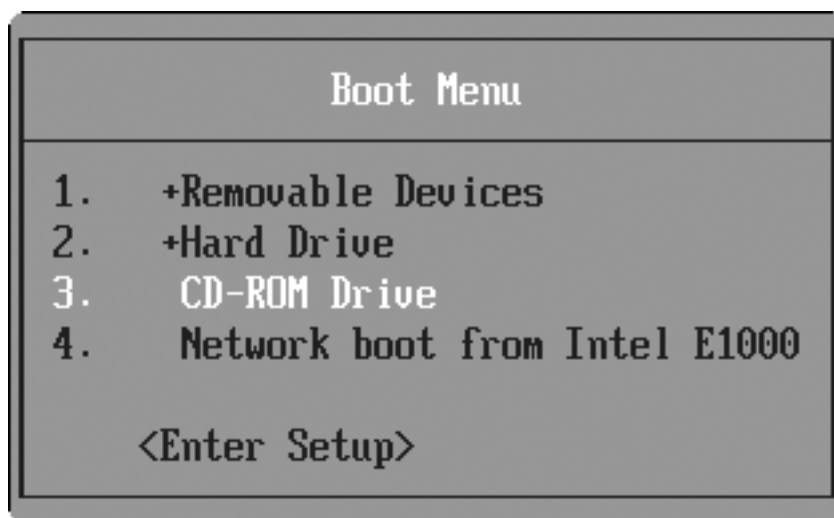 Boot Menu
1. +Removable Devices
2. +Hard Drive
3. CD-ROM Drive
4. Network boot from Intel E1000
<Enter Setup>